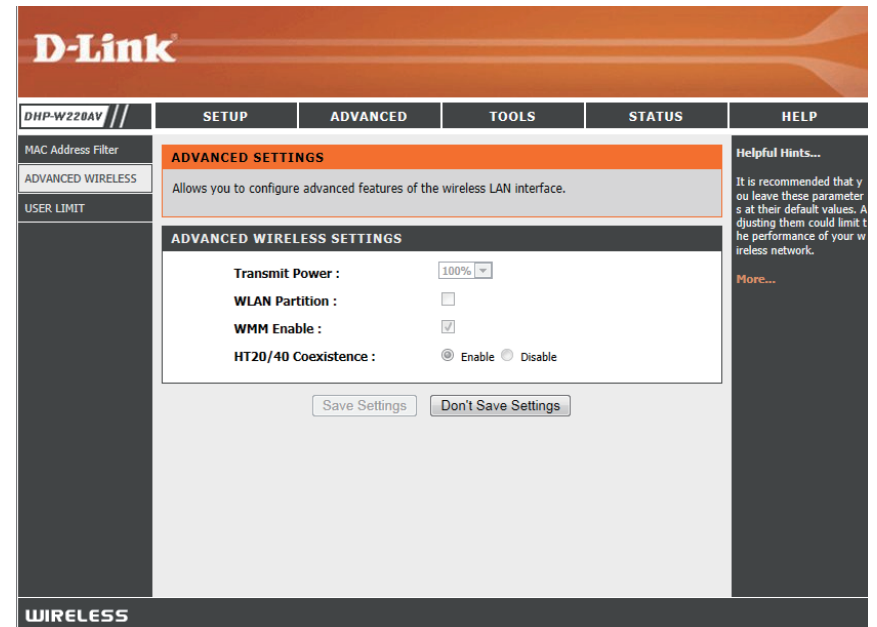 D-Link
DHP-W220AV
SETUP
ADVANCED
TOOLS
STATUS
HELP
MAC Address Filter
ADVANCED WIRELESS
USER LIMIT
ADVANCED SETTINGS
Allows you to configure advanced features of the wireless LAN interface.
ADVANCED WIRELESS SETTINGS
Transmit Power : 100%
WLAN Partition :
WMM Enable :
HT20/40 Coexistence : Enable Disable
Save Settings Don't Save Settings
Helpful Hints...
It is recommended that y
ou leave these parameter
s at their default values. A
djusting them could limit t
he performance of your w
ireless network.
More...
WIRELESS